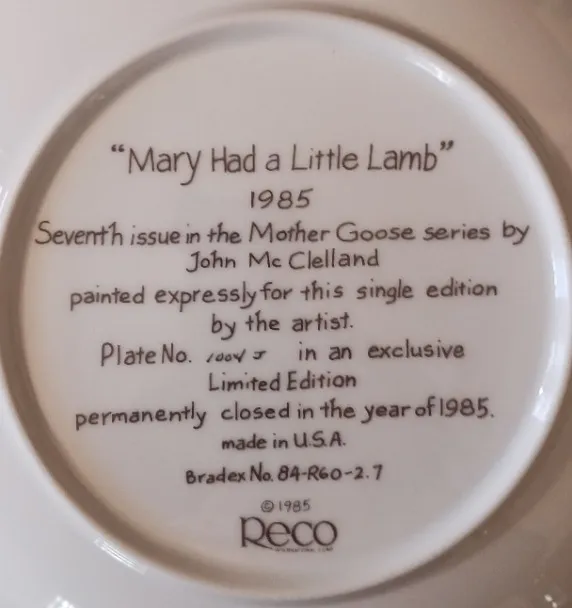 “Mary Had a Little Lamb”
1985
Seventh issue in the Mother Goose series by
John Mc Clelland
painted expressly for this single edition
by the artist.
Plate No. in an exclusive
Limited Edition
permanently closed in the year of 1985.
made in U.S.A.
Bradex No. 84-R60-2.7
©1985
Reco